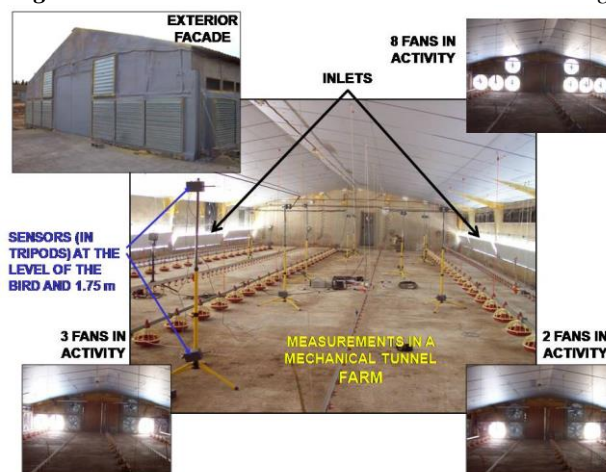 EXTERIOR
FACADE
8 FANS IN
ACTIVITY
INLETS
SENSORS (IN
TRIPODS) AT THE
LEVEL OF THE
BIRD AND 1.75 m
3 FANS IN
ACTIVITY
MEASUREMENTS IN A
MECHANICAL TUNNEL
FARM
2 FANS IN
ACTIVITY